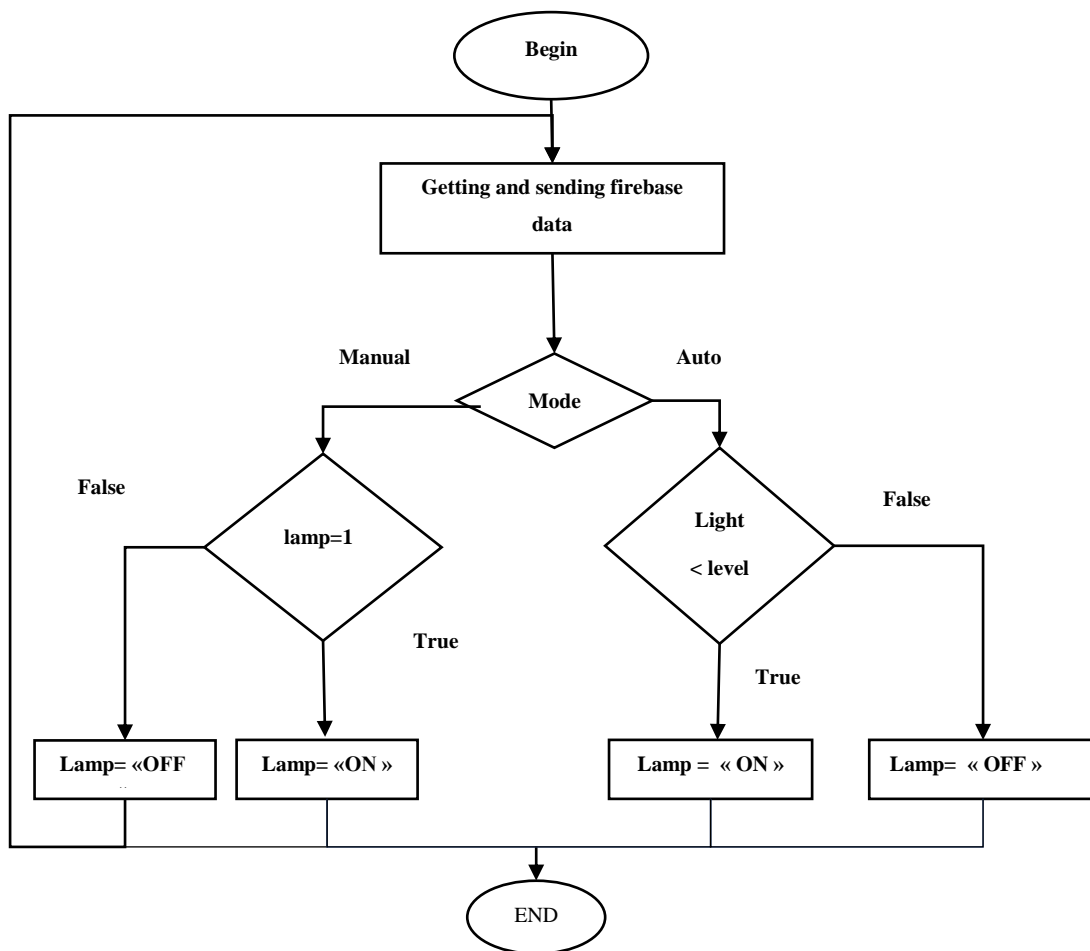 Begin
Getting and sending firebase
data
Manual
Auto
Mode
False
lamp=1
True
Light
< level
False
True
Lamp= «OFF
Lamp= «ON »
Lamp = « ON »
Lamp= « OFF »
END